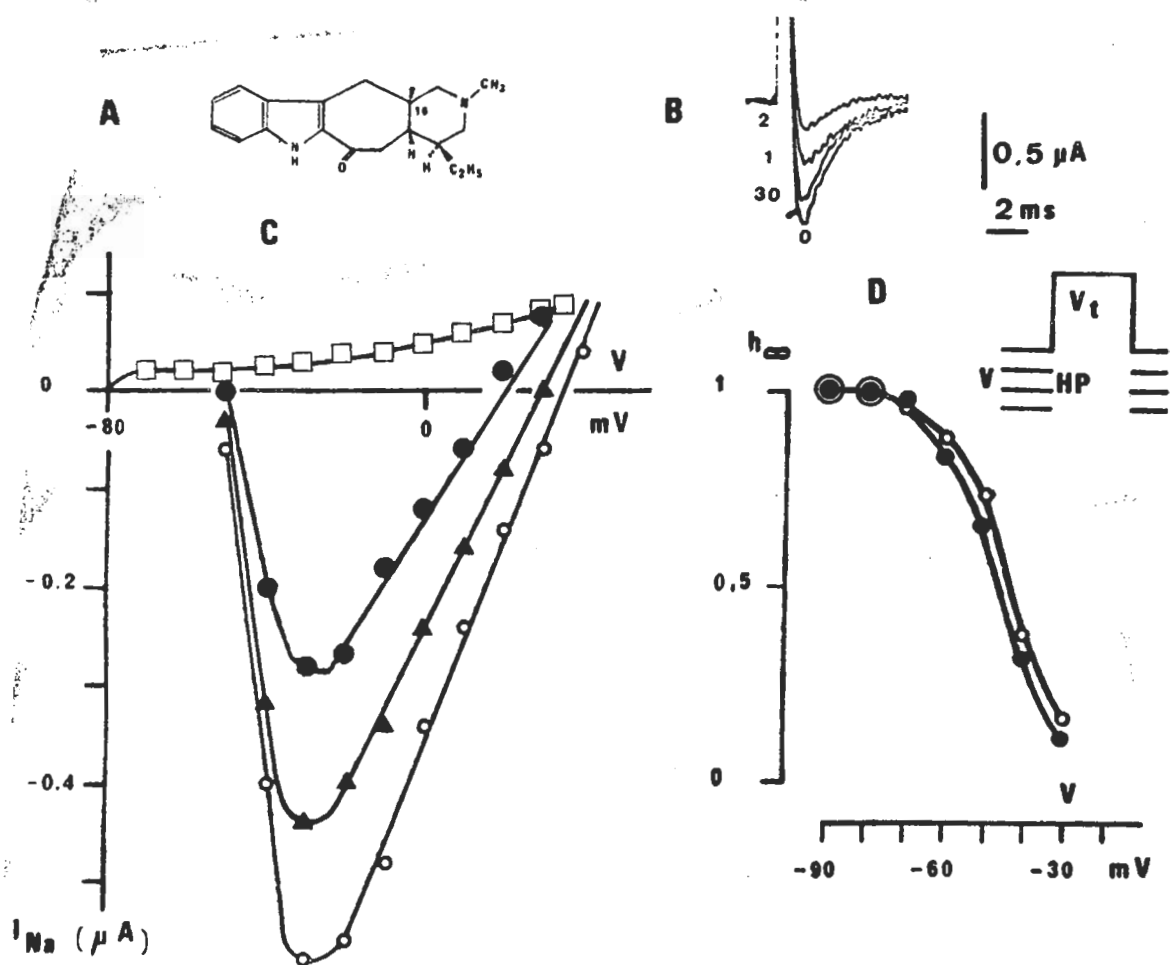 A
CH3
N
16
N
H
O
H
H
C2H5
B
2
1
30
0
0,5 µA
2 ms
C
0
-80
0
V
mV
-0.2
-0.4
INa (µA)
D
Vt
V
HP
h∞
1
0,5
0
V
-90
-60
-30
mV